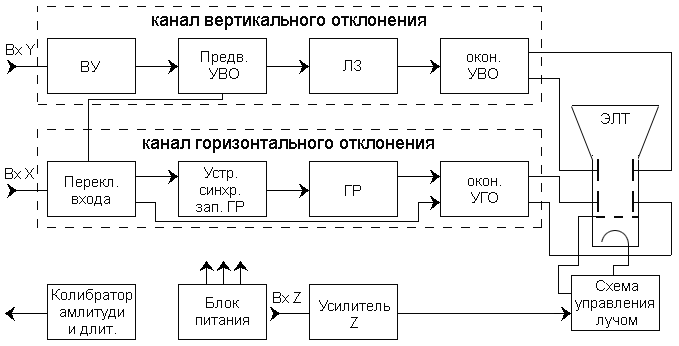 канал вертикального отклонения
Вх Y
ВУ
Предв.
УВО
ЛЗ
окон.
УВО
ЭЛТ
канал горизонтального отклонения
Вх X
Перекл.
входа
Устр.
синхр.
зап. ГР
ГР
окон.
УГО
Колибратор
амлитуди
и длит.
Блок
питания
Вх Z
Усилитель
Z
Схема
управления
лучом